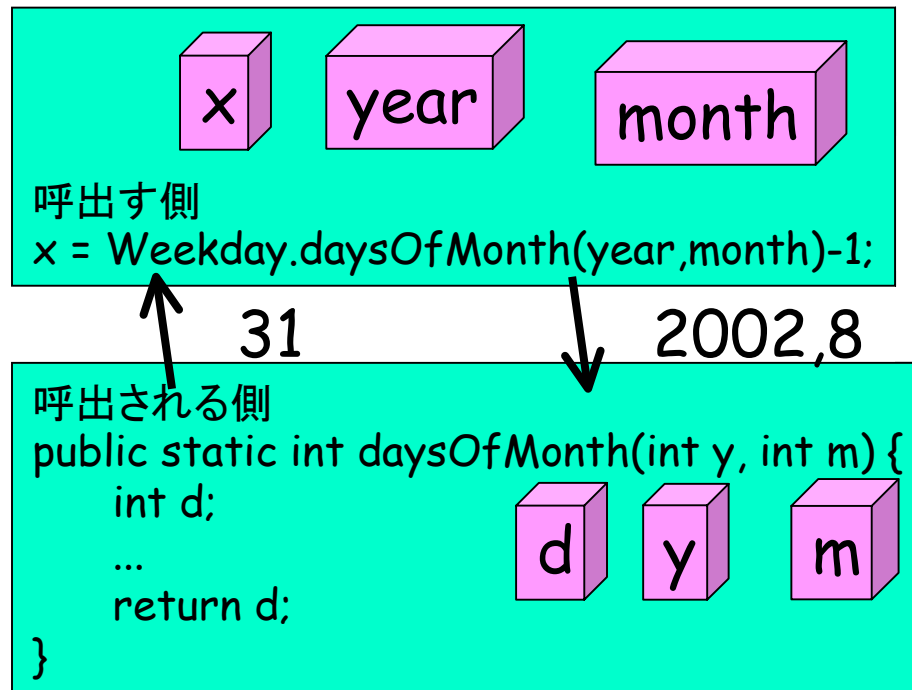 x year month
呼出す側
x = Weekday.daysOfMonth(year,month)-1;
31 2002,8
呼出される側
public static int daysOfMonth(int y, int m) {
int d;
...
d y m
return d;
}